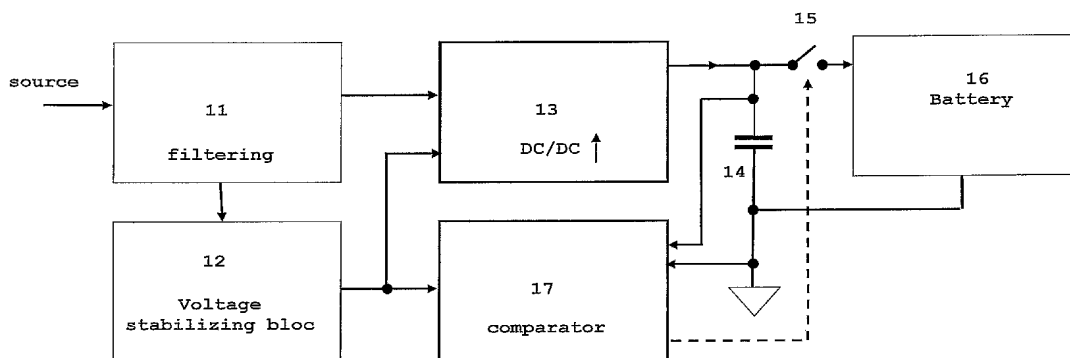 source
11
filtering
12
Voltage
stabilizing bloc
13
DC/DC
14
15
16
Battery
17
comparator